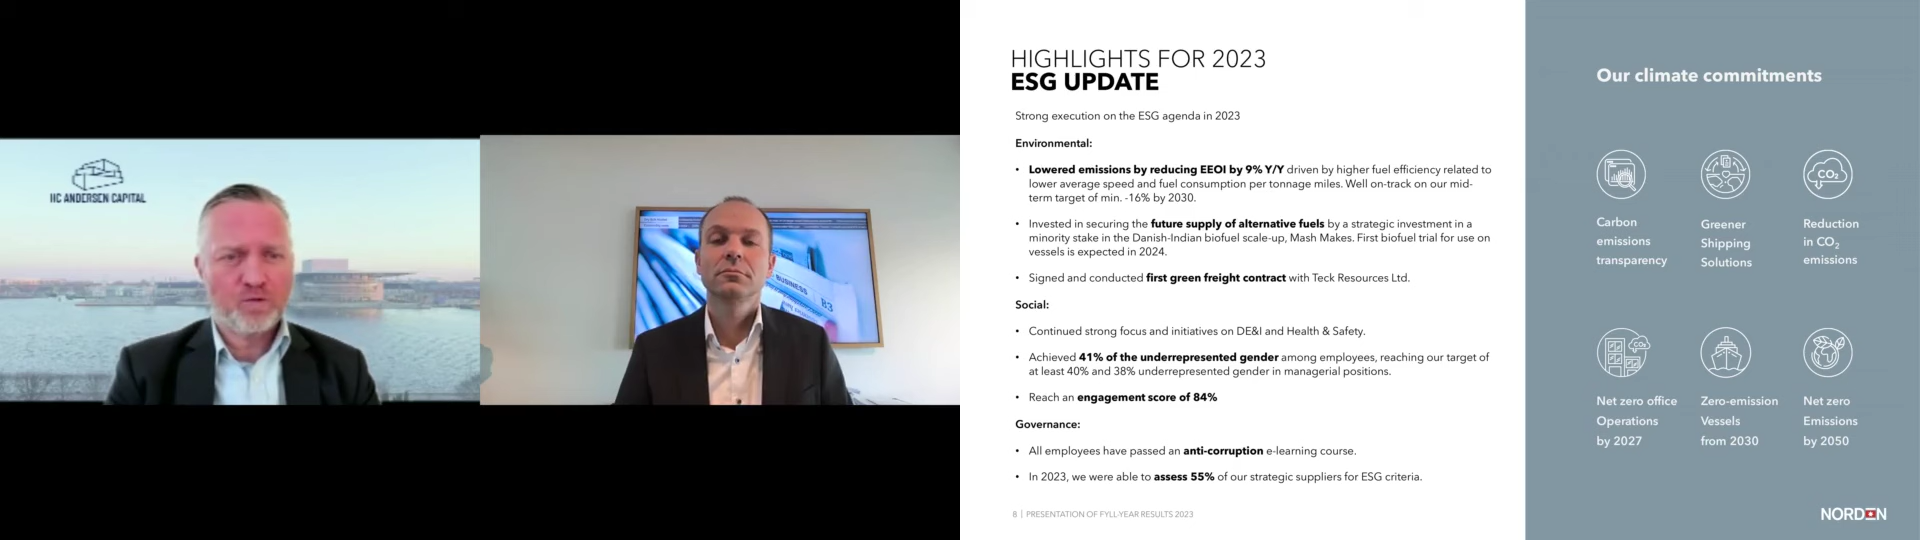 HC ANDERSEN CAPITAL
BUSINESS
B3
HIGHLIGHTS FOR 2023
ESG UPDATE
Strong execution on the ESG agenda in 2023
Environmental:
• Lowered emissions by reducing EEOI by 9% Y/Y driven by higher fuel efficiency related to
lower average speed and fuel consumption per tonnage miles. Well on-track on our mid-
term target of min. -16% by 2030.
• Invested in securing the future supply of alternative fuels by a strategic investment in a
minority stake in the Danish-Indian biofuel scale-up, Mash Makes. First biofuel trial for use on
vessels is expected in 2024.
• Signed and conducted first green freight contract with Teck Resources Ltd.
Social:
• Continued strong focus and initiatives on DE&I and Health & Safety.
• Achieved 41% of the underrepresented gender among employees, reaching our target of
at least 40% and 38% underrepresented gender in managerial positions.
• Reach an engagement score of 84%
Governance:
• All employees have passed an anti-corruption e-learning course.
• In 2023, we were able to assess 55% of our strategic suppliers for ESG criteria.
8 | PRESENTATION OF FYLL-YEAR RESULTS 2023
Our climate commitments
Carbon
emissions
transparency
Greener
Shipping
Solutions
CO2
Reduction
in CO2
emissions
CO2
Net zero office
Operations
by 2027
Zero-emission
Vessels
from 2030
Net zero
Emissions
by 2050
NORDEN